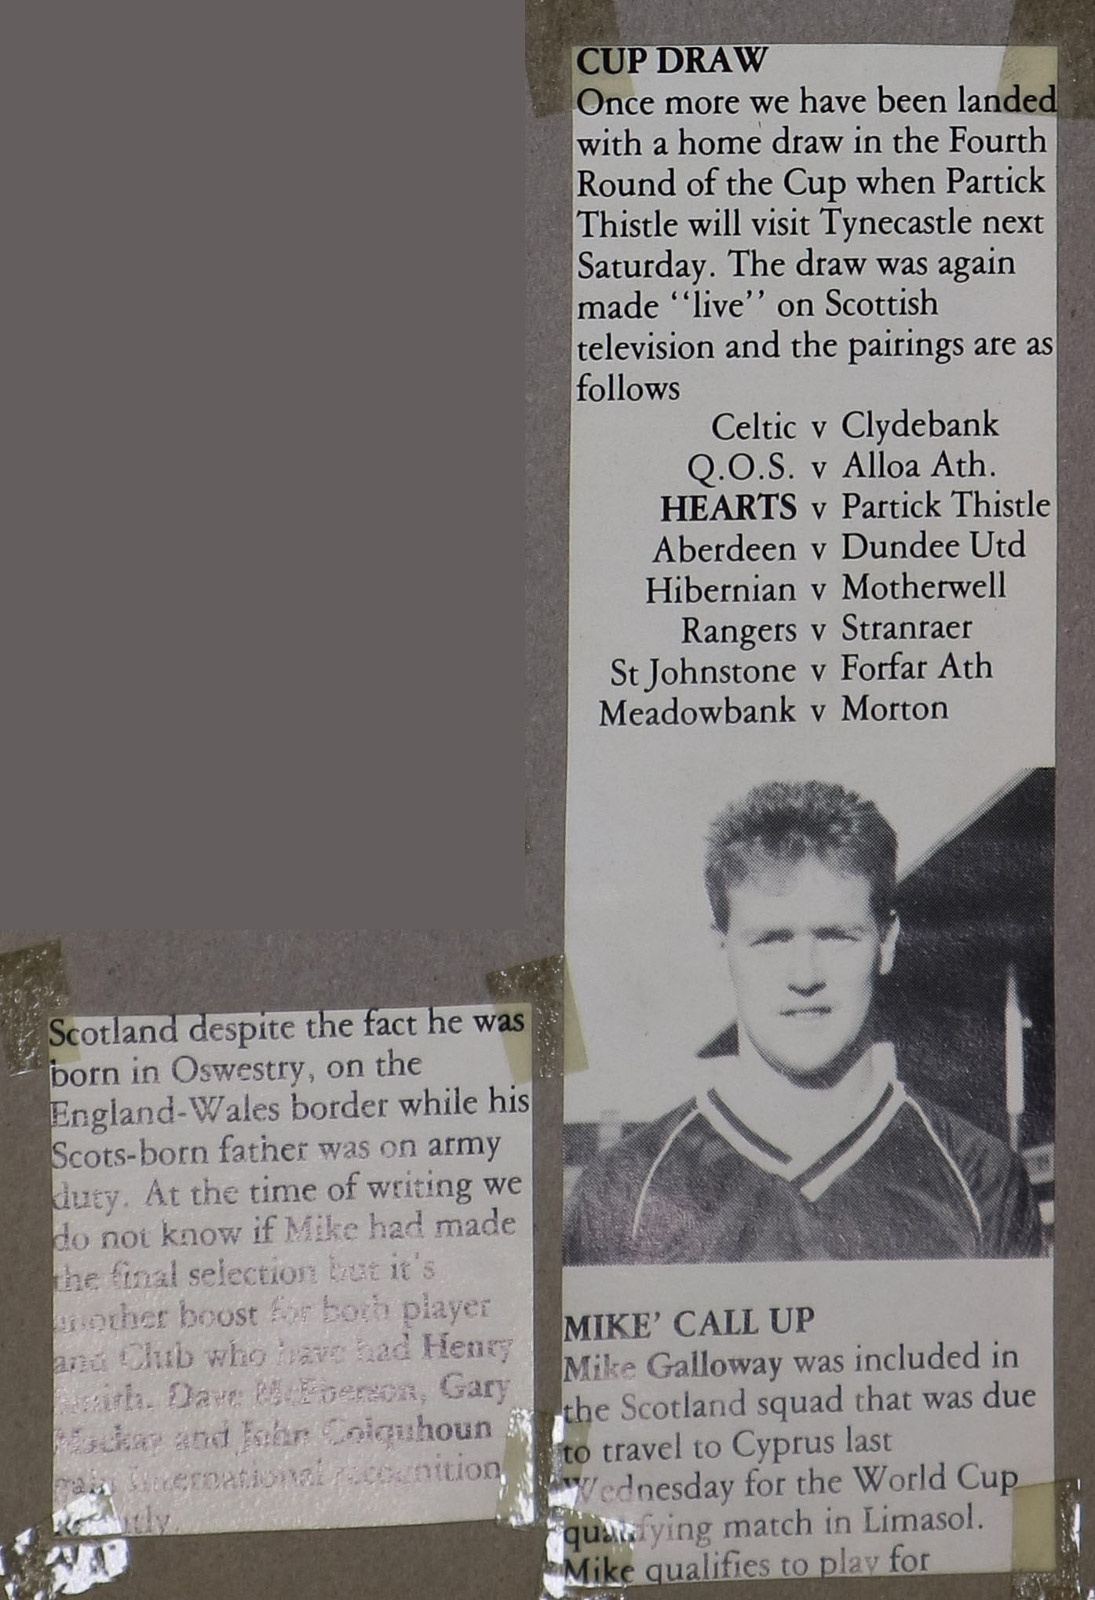 CUP DRAW
Once more we have been landed
with a home draw in the Fourth
Round of the Cup when Partick
Thistle will visit Tynecastle next
Saturday. The draw was again
made “live” on Scottish
television and the pairings are as
follows
Celtic v Clydebank
Q.O.S. v Alloa Ath.
HEARTS v Partick Thistle
Aberdeen v Dundee Utd
Hibernian v Motherwell
Rangers v Stranraer
St Johnstone v Forfar Ath
Meadowbank v Morton
MIKE’ CALL UP
Mike Galloway was included in
the Scotland squad that was due
to travel to Cyprus last
Wednesday for the World Cup
qualifying match in Limasol.
Mike qualifies to play for
Scotland despite the fact he was
born in Oswestry, on the
England-Wales border while his
Scots-born father was on army
duty. At the time of writing we
do not know if Mike had made
the final selection but it's
another boost for both player
and Club who have had Henry
Smith, Dave McPherson, Gary
Mackay and John Colquhoun
gain International recognition